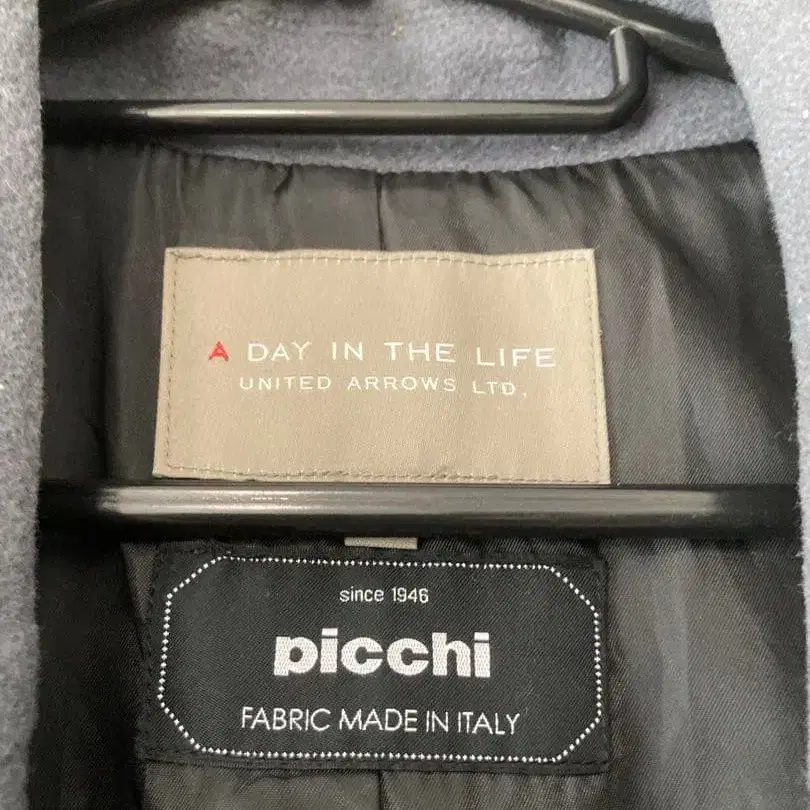 A DAY IN THE LIFE
UNITED ARROWS LTD.
since 1946
picchi
FABRIC MADE IN ITALY